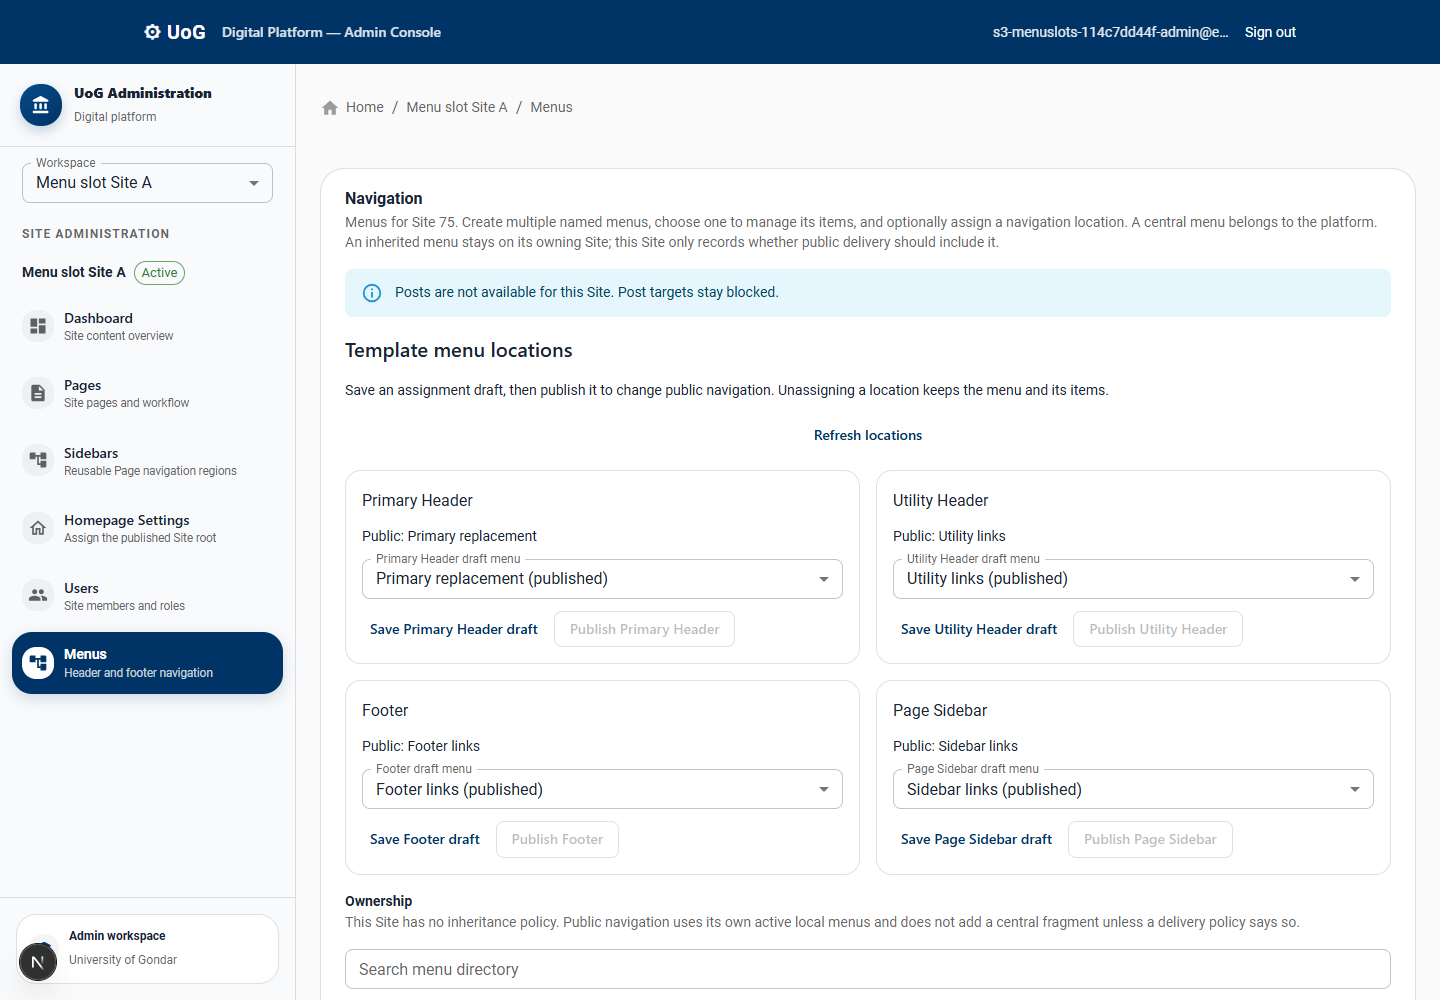 UoG Digital Platform — Admin Console s3-menuslots-114c7dd44f-admin@e... Sign out
UoG Administration
Digital platform
Workspace
Menu slot Site A
SITE ADMINISTRATION
Menu slot Site A Active
Dashboard
Site content overview
Pages
Site pages and workflow
Sidebars
Reusable Page navigation regions
Homepage Settings
Assign the published Site root
Users
Site members and roles
Menus
Header and footer navigation
Admin workspace
University of Gondar
N
Home / Menu slot Site A / Menus
Navigation
Menus for Site 75. Create multiple named menus, choose one to manage its items, and optionally assign a navigation location. A central menu belongs to the platform.
An inherited menu stays on its owning Site; this Site only records whether public delivery should include it.
Posts are not available for this Site. Post targets stay blocked.
Template menu locations
Save an assignment draft, then publish it to change public navigation. Unassigning a location keeps the menu and its items.
Refresh locations
Primary Header
Public: Primary replacement
Primary Header draft menu
Primary replacement (published)
Save Primary Header draft Publish Primary Header
Utility Header
Public: Utility links
Utility Header draft menu
Utility links (published)
Save Utility Header draft Publish Utility Header
Footer
Public: Footer links
Footer draft menu
Footer links (published)
Save Footer draft Publish Footer
Page Sidebar
Public: Sidebar links
Page Sidebar draft menu
Sidebar links (published)
Save Page Sidebar draft Publish Page Sidebar
Ownership
This Site has no inheritance policy. Public navigation uses its own active local menus and does not add a central fragment unless a delivery policy says so.
Search menu directory